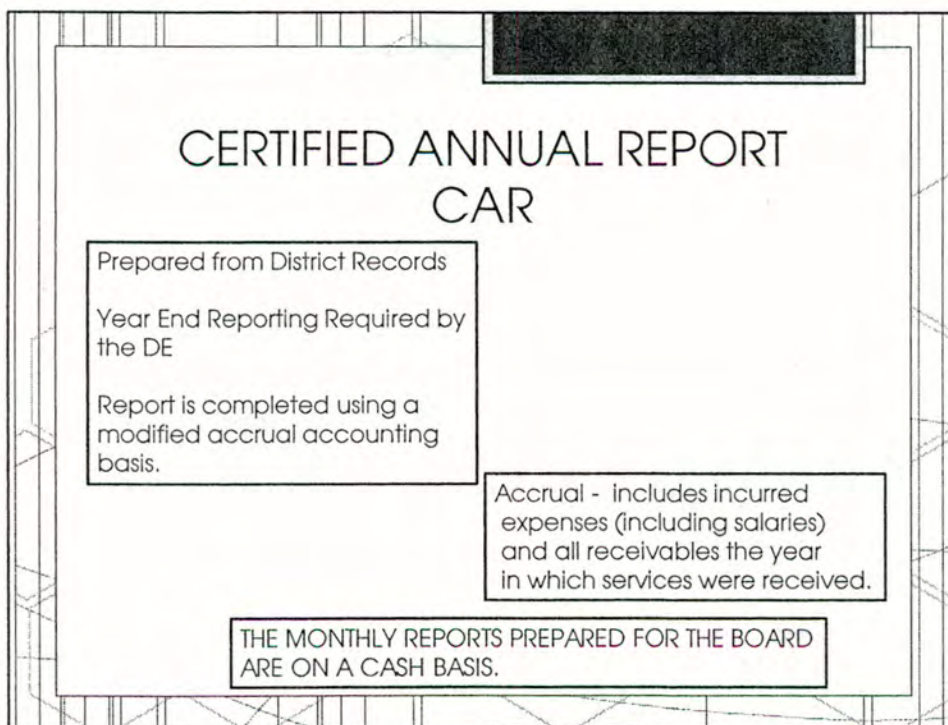 CERTIFIED ANNUAL REPORT
CAR
Prepared from District Records
Year End Reporting Required by
the DE
Report is completed using a
modified accrual accounting
basis.
Accrual - includes incurred
expenses (including salaries)
and all receivables the year
in which services were received.
THE MONTHLY REPORTS PREPARED FOR THE BOARD
ARE ON A CASH BASIS.